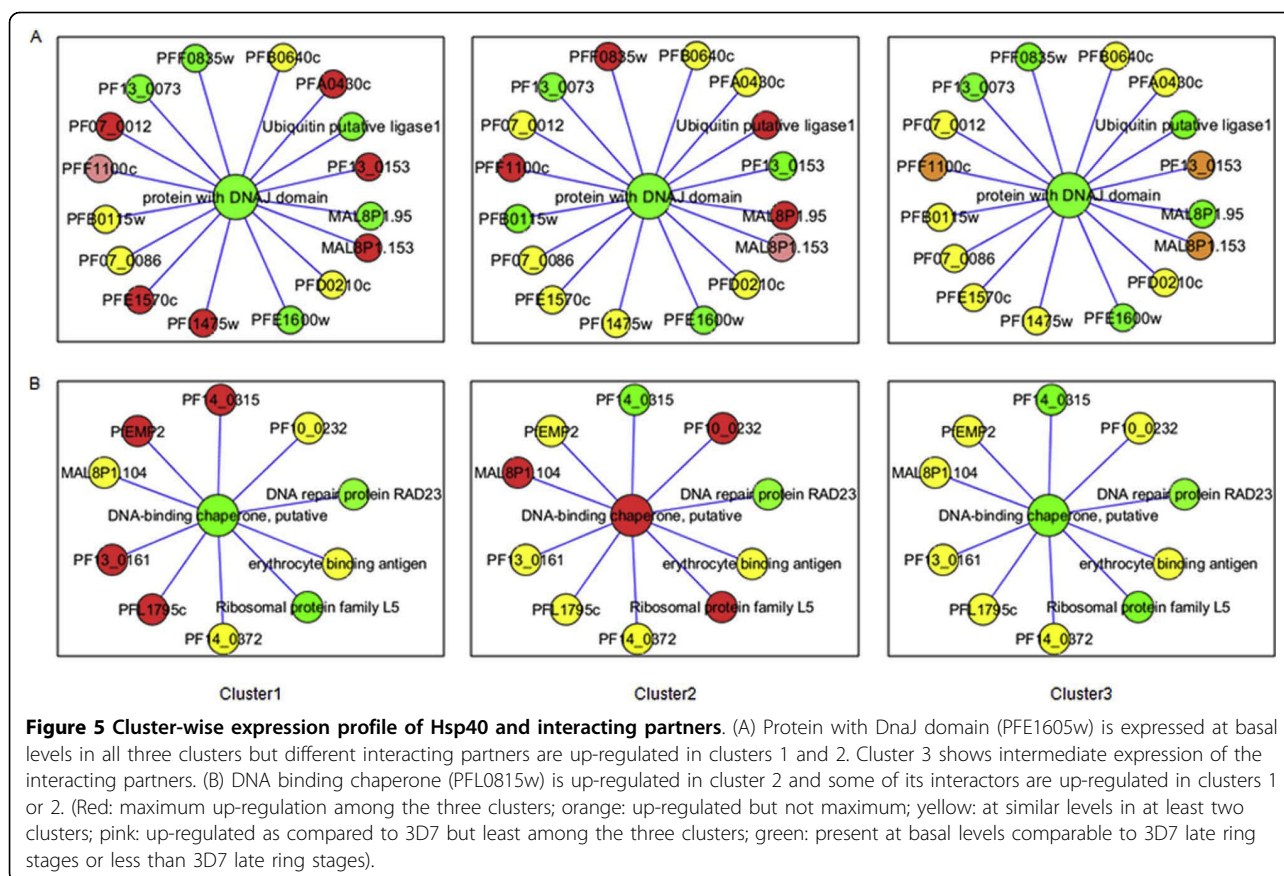 A
PFF0835w
PFB0640c
PF13_0073
PFA0430c
PF07_0012
Ubiquitin putative ligase1
PFF1100c
PF13_0153
protein with DNAJ domain
PFB0115w
MAL8P1.95
MAL8P1.153
PF07_0086
PFD0210c
PFE1570c
PFI1475w
PFE1600w
PFF0835w
PFB0640c
PF13_0073
PFA0430c
PF07_0012
Ubiquitin putative ligase1
PFF1100c
PF13_0153
protein with DNAJ domain
PFB0115w
MAL8P1.95
MAL8P1.153
PF07_0086
PFD0210c
PFE1570c
PFI1475w
PFE1600w
PFF0835w
PFB0640c
PF13_0073
PFA0430c
PF07_0012
Ubiquitin putative ligase1
PFF1100c
PF13_0153
protein with DNAJ domain
PFB0115w
MAL8P1.95
MAL8P1.153
PF07_0086
PFD0210c
PFE1570c
PFI1475w
PFE1600w
B
PF14_0315
PfEMP2
PF10_0232
MAL8P1.104
DNA repair protein RAD23
DNA-binding chaperone, putative
PF13_0161
erythrocyte binding antigen
PFL1795c
Ribosomal protein family L5
PF14_0372
PF14_0315
PfEMP2
PF10_0232
MAL8P1.104
DNA repair protein RAD23
DNA-binding chaperone, putative
PF13_0161
erythrocyte binding antigen
PFL1795c
Ribosomal protein family L5
PF14_0372
PF14_0315
PfEMP2
PF10_0232
MAL8P1.104
DNA repair protein RAD23
DNA-binding chaperone, putative
PF13_0161
erythrocyte binding antigen
PFL1795c
Ribosomal protein family L5
PF14_0372
Cluster1
Cluster2
Cluster3
Figure 5 Cluster-wise expression profile of Hsp40 and interacting partners. (A) Protein with DnaJ domain (PFE1605w) is expressed at basal
levels in all three clusters but different interacting partners are up-regulated in clusters 1 and 2. Cluster 3 shows intermediate expression of the
interacting partners. (B) DNA binding chaperone (PFL0815w) is up-regulated in cluster 2 and some of its interactors are up-regulated in clusters 1
or 2. (Red: maximum up-regulation among the three clusters; orange: up-regulated but not maximum; yellow: at similar levels in at least two
clusters; pink: up-regulated as compared to 3D7 but least among the three clusters; green: present at basal levels comparable to 3D7 late ring
stages or less than 3D7 late ring stages).